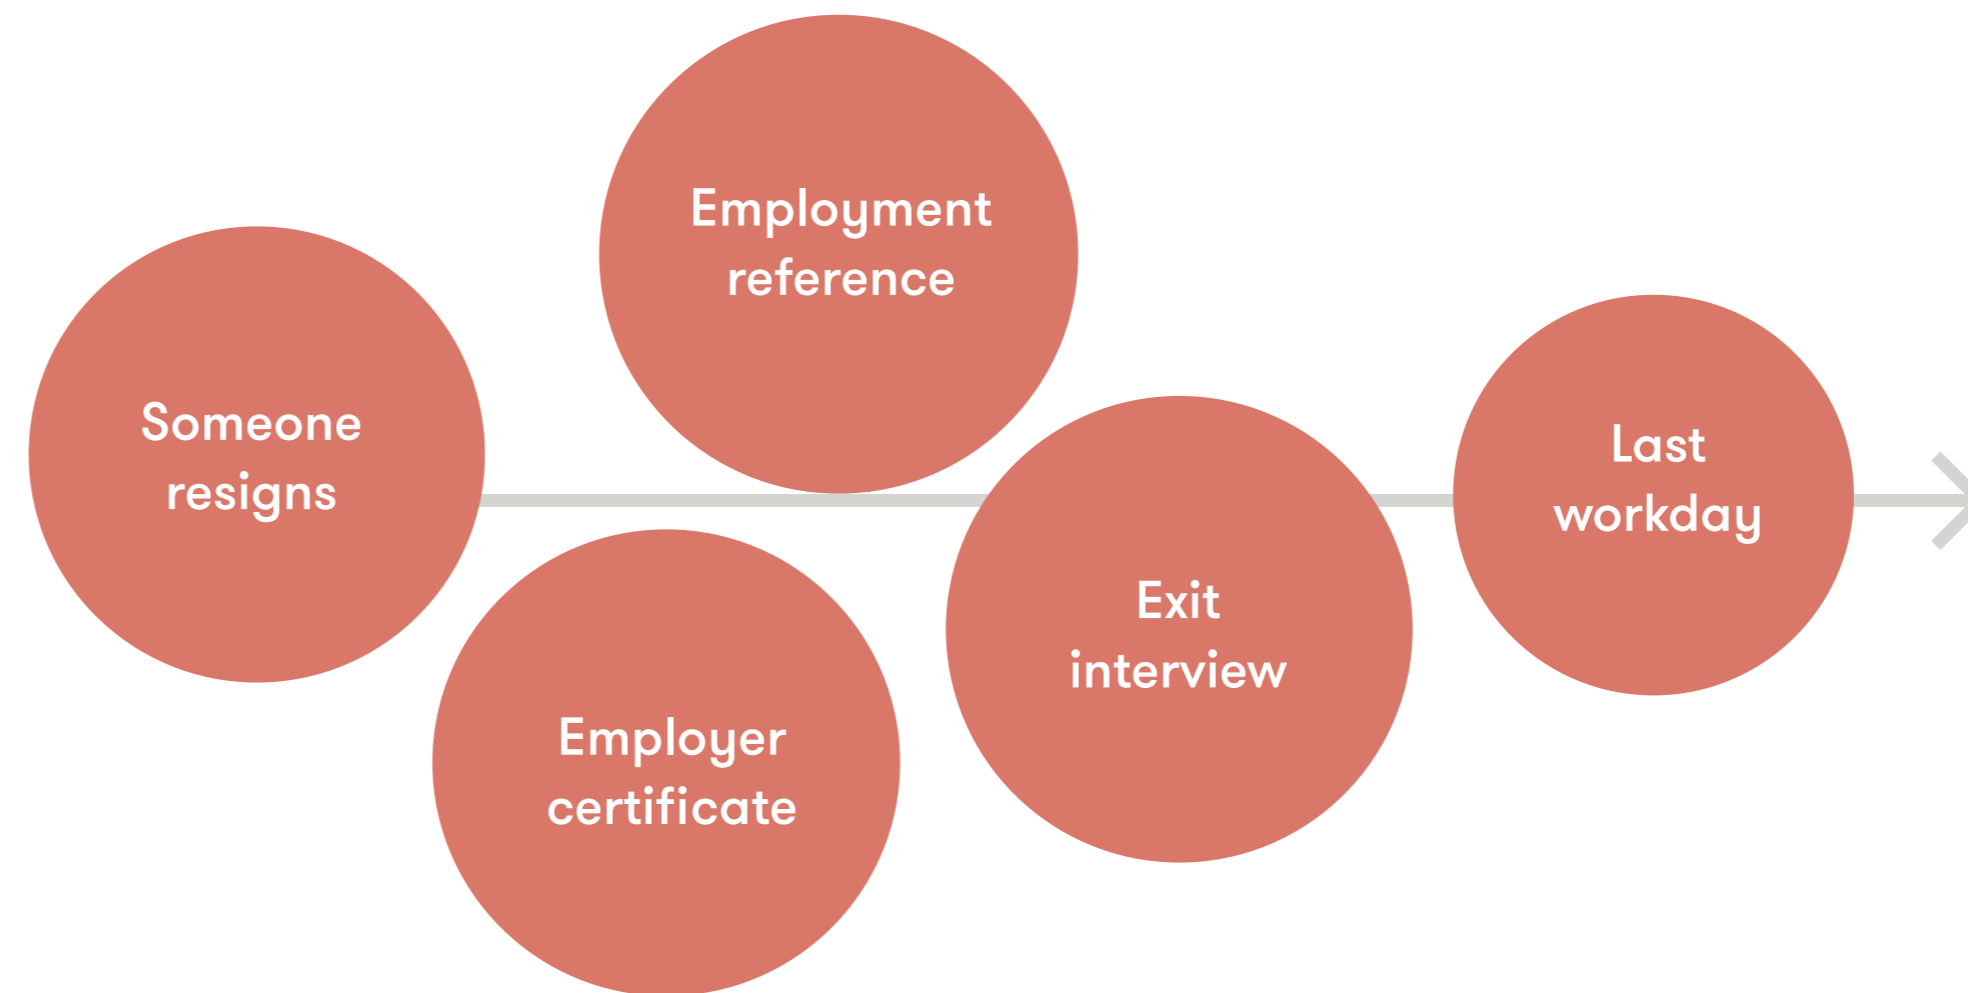 Employment
reference
Someone
resigns
Last
workday
Exit
interview
Employer
certificate